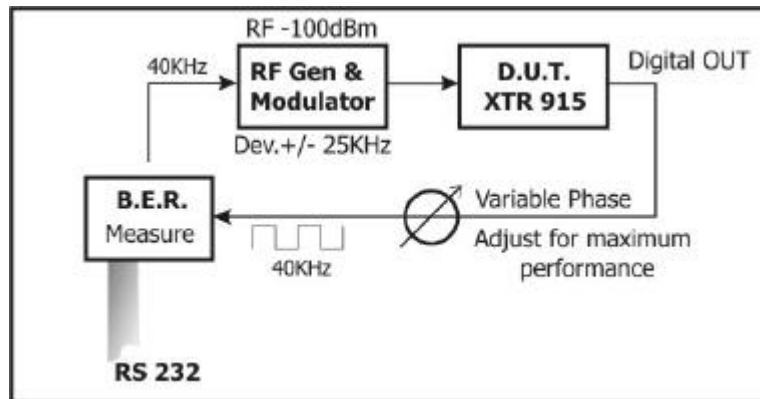 RF -100dBm
40KHz
RF Gen &
Modulator
Dev.+/- 25KHz
D.U.T.
XTR 915
Digital OUT
B.E.R.
Measure
Variable Phase
Adjust for maximum
performance
40KHz
RS 232